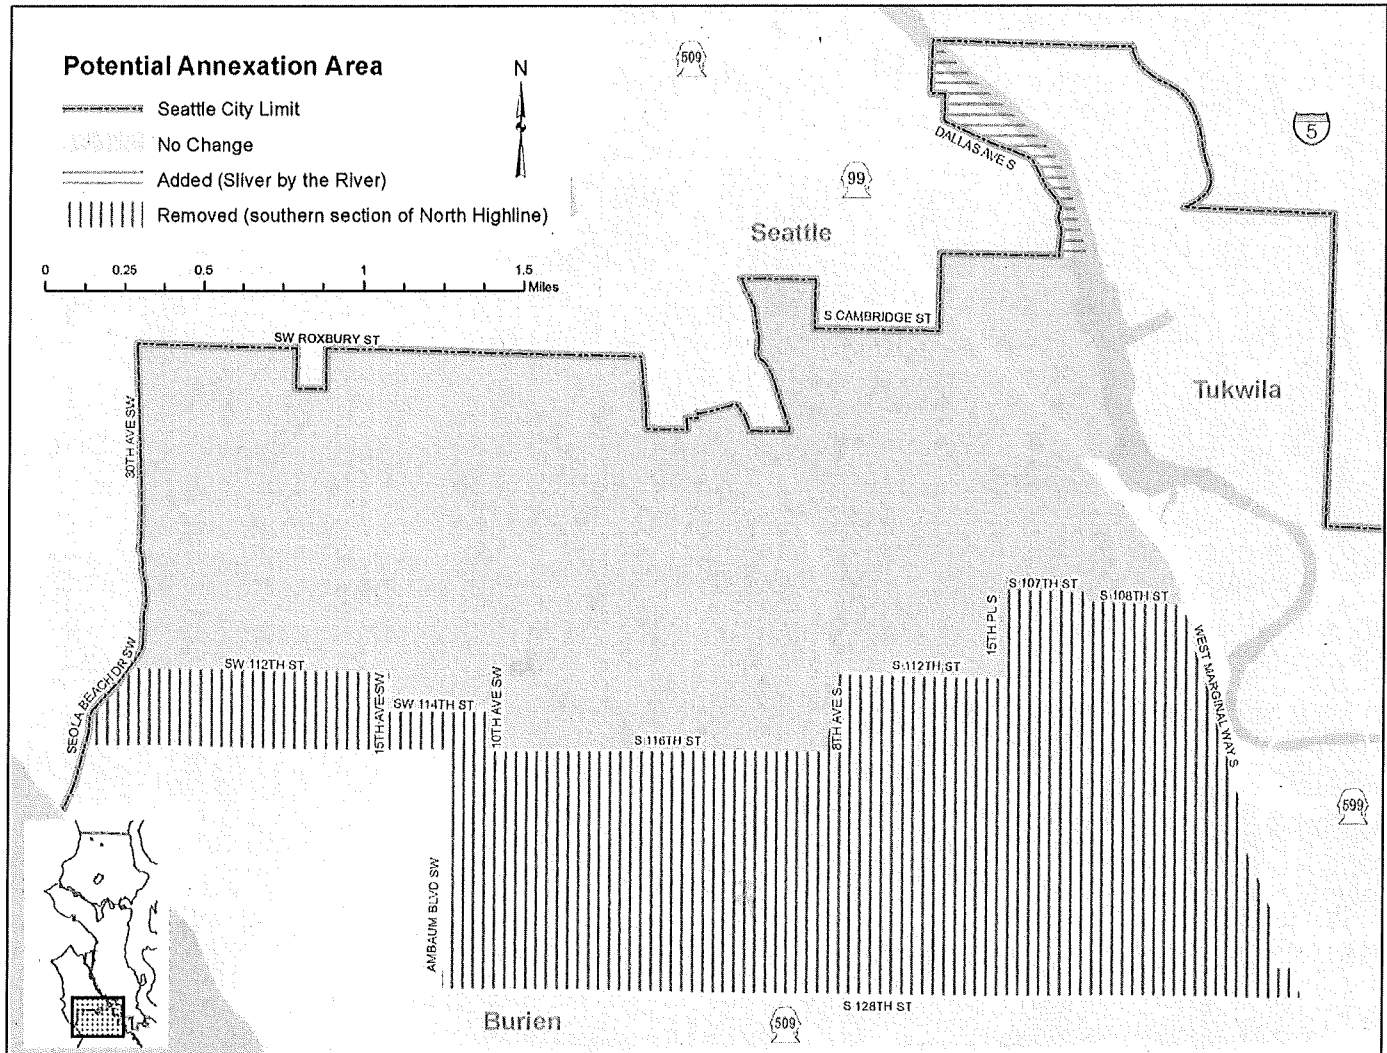 Potential Annexation Area
Seattle City Limit
No Change
Added (Sliver by the River)
Removed (southern section of North Highline)
N
0 0.25 0.5 1 1.5
Miles
509
5
99
DALLAS AVE S
Seattle
S CAMBRIDGE ST
SW ROXBURY ST
Tukwila
30TH AVE SW
S 107TH ST
S 108TH ST
15TH PL S
WEST MARGINAL WAY S
SEOLA BEACH DR SW
SW 112TH ST
S 112TH ST
15TH AVE SW
SW 114TH ST
10TH AVE SW
8TH AVE S
S 116TH ST
599
AMBAUM BLVD SW
S 128TH ST
Burien
509